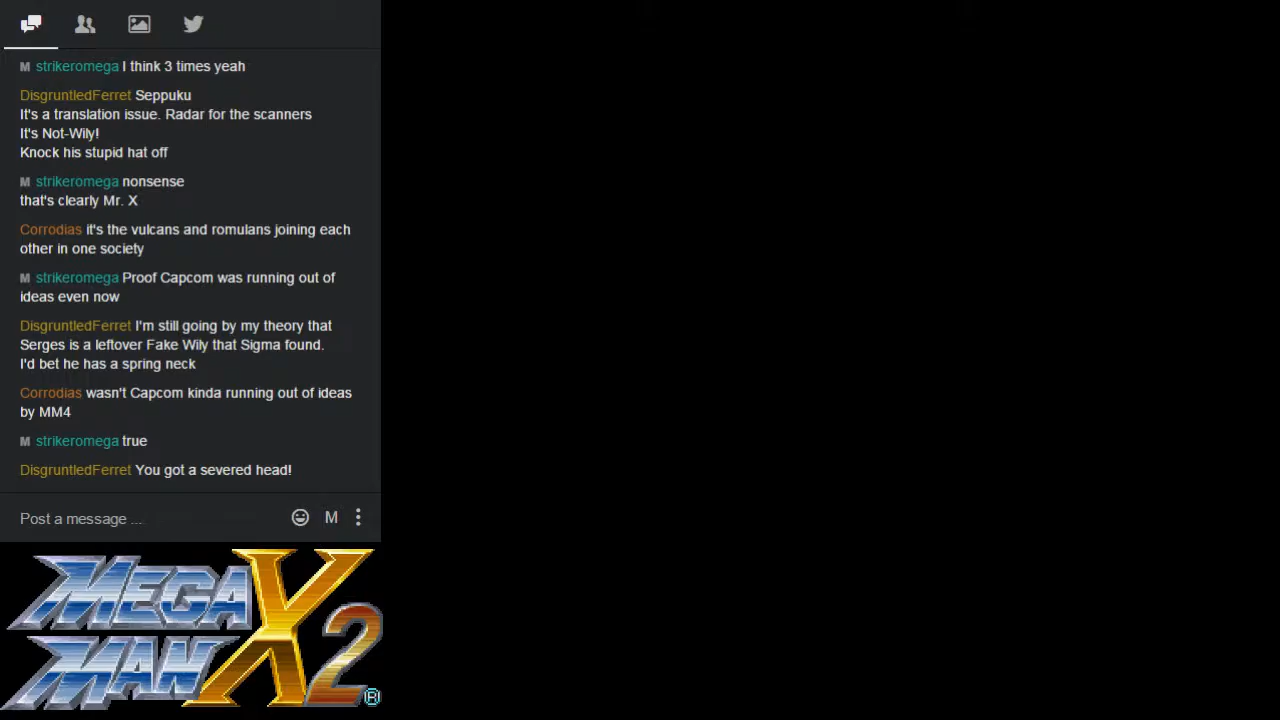 M strikeromega I think 3 times yeah
DisgruntledFerret Seppuku
It's a translation issue. Radar for the scanners
It's Not-Wily!
Knock his stupid hat off
M strikeromega nonsense
that's clearly Mr. X
Corrodias it's the vulcans and romulans joining each
other in one society
M strikeromega Proof Capcom was running out of
ideas even now
DisgruntledFerret I'm still going by my theory that
Serges is a leftover Fake Wily that Sigma found.
I'd bet he has a spring neck
Corrodias wasn't Capcom kinda running out of ideas
by MM4
M strikeromega true
DisgruntledFerret You got a severed head!
Post a message ... M
MEGA
MAN X2 ®